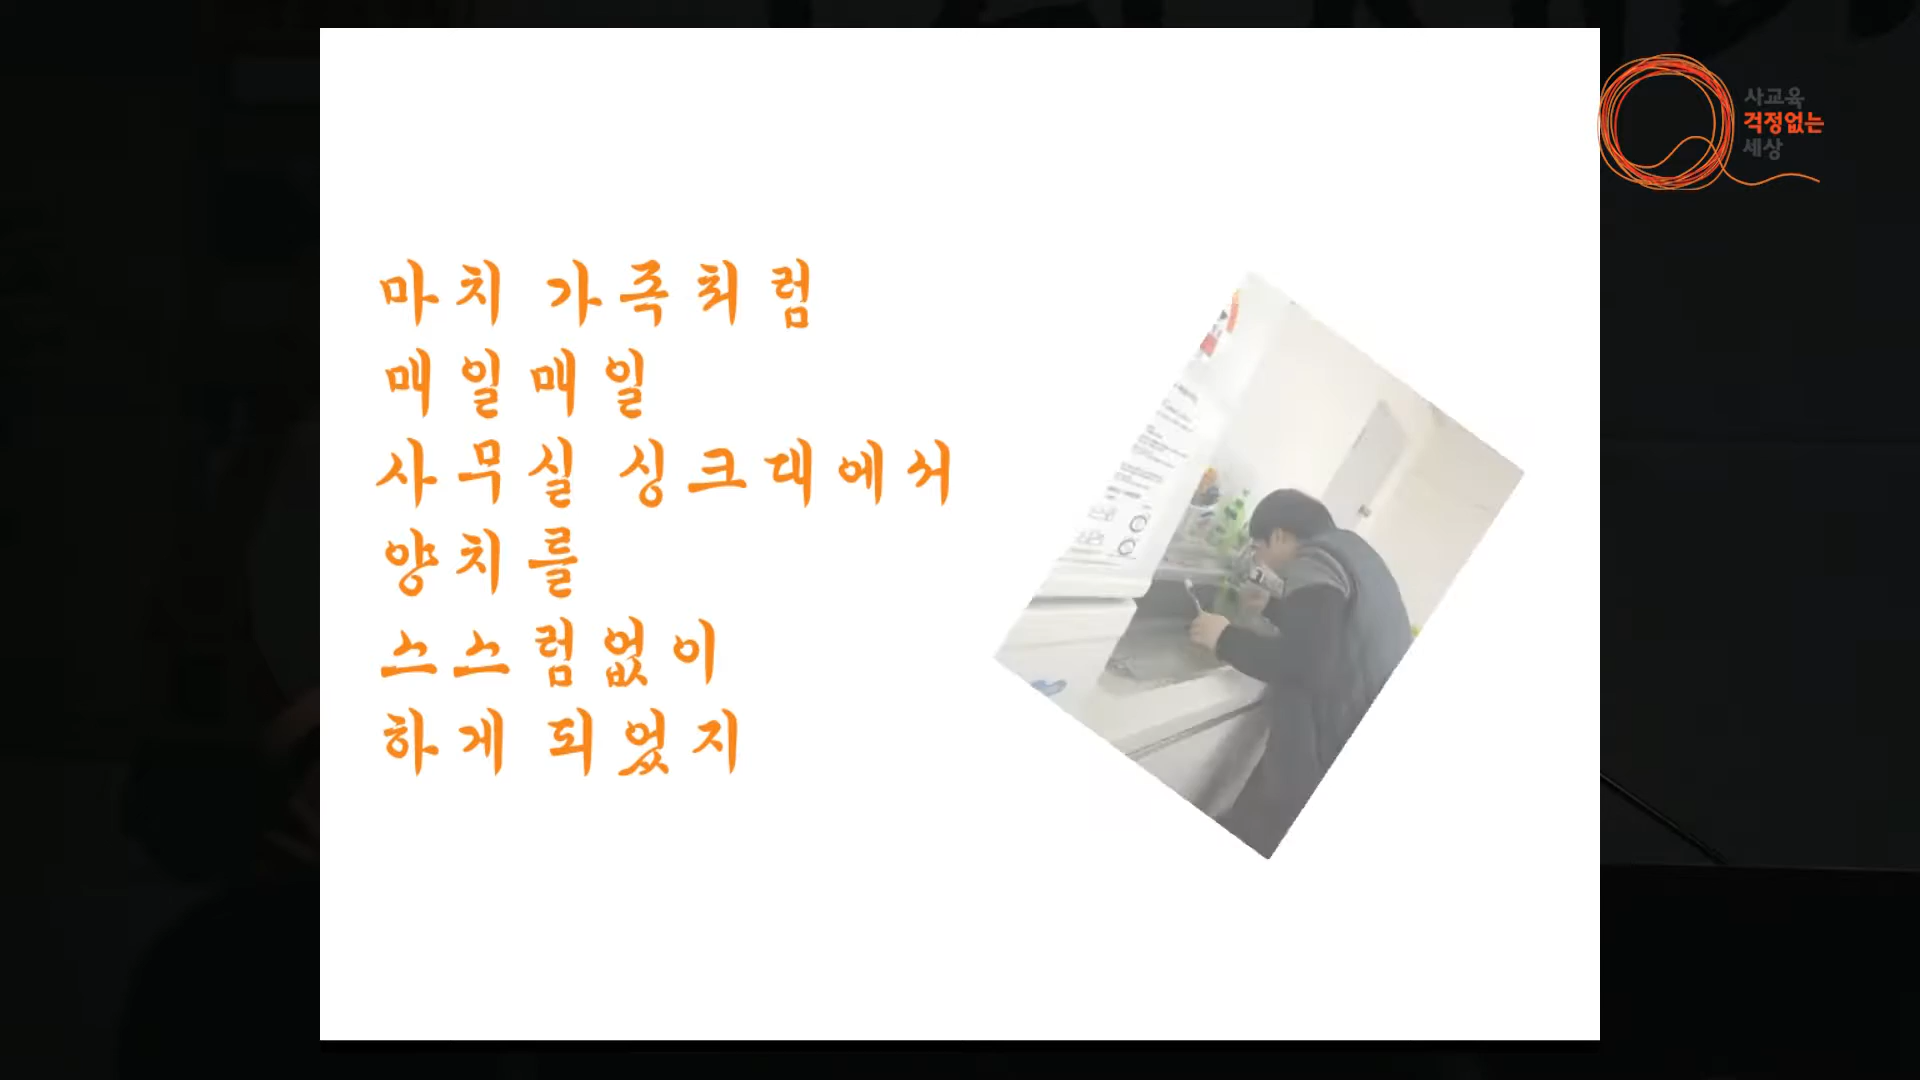 마치 가족처럼
매일매일
사무실 싱크대에서
양치를
스스럼없이
하게 되었지
사교육
걱정없는
세상